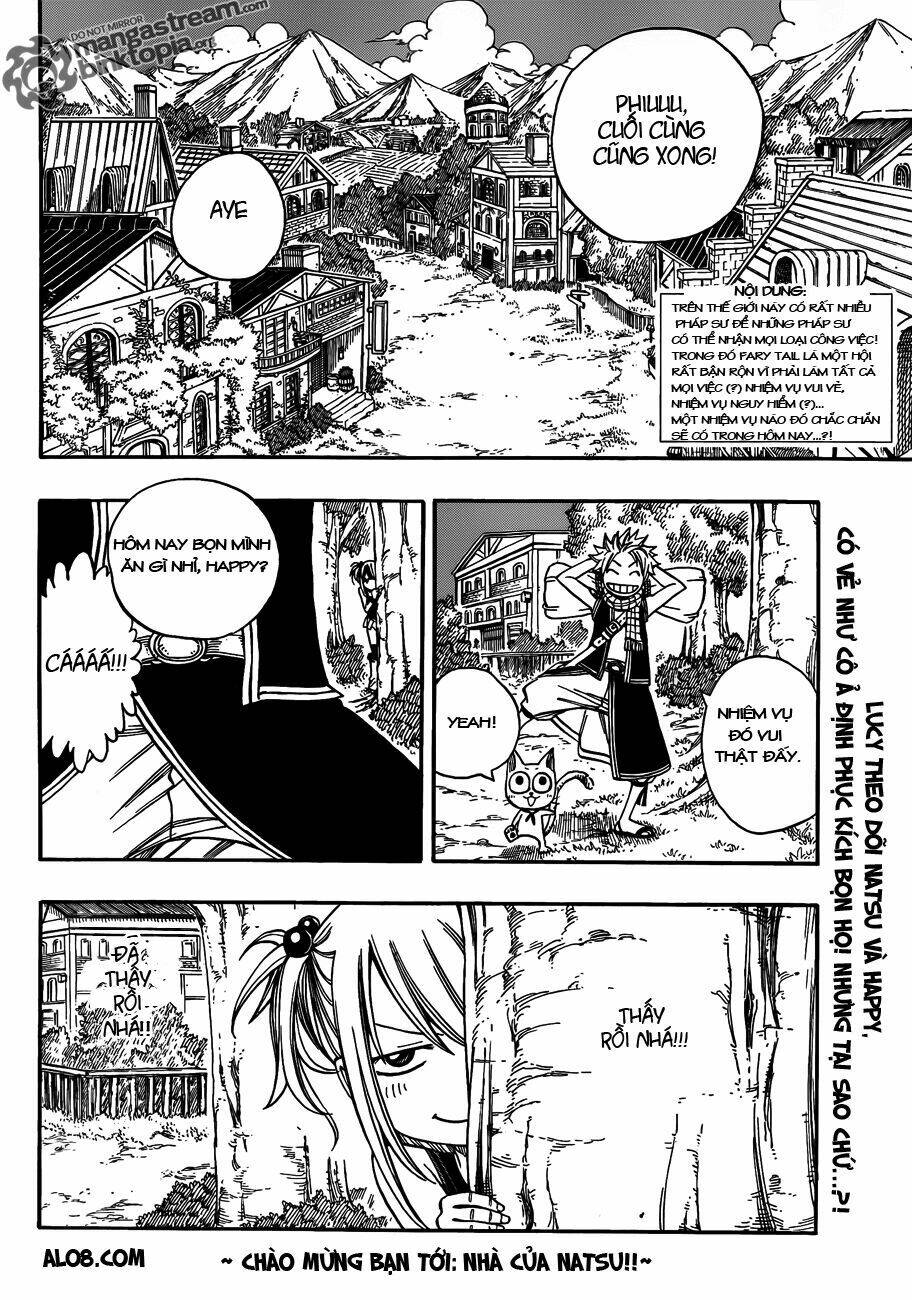 DO NOT MIRROR
mangastream.com
binktopia.net
PHIUUU,
CUỐI CÙNG
CŨNG XONG!
AYE
NỘI DUNG:
TRÊN THẾ GIỚI NÀY CÓ RẤT NHIỀU
PHÁP SƯ ĐỂ NHỮNG PHÁP SƯ
CÓ THỂ NHẬN MỌI LOẠI CÔNG VIỆC!
TRONG ĐÓ FARY TAIL LÁ MỘT HỘI
RẤT BẬN RỘN VÌ PHẢI LÀM TẤT CẢ
MỌI VIỆC (?) NHIỆM VỤ VUI VẺ,
NHIỆM VỤ NGUY HIỂM (?)...
MỘT NHIỆM VỤ NÀO ĐÓ CHẮC CHẮN
SẼ CÓ TRONG HÔM NAY...?!
NHIỆM VỤ
ĐÓ VUI
THẬT ĐẤY.
YEAH!
HÔM NAY BỌN MÌNH
ĂN GÌ NHỈ, HAPPY?
CÁÁÁÁ!!!
LUCY THEO DÕI NATSU VÀ HAPPY,
CÓ VẺ NHƯ CÔ Ả ĐỊNH PHỤC KÍCH BỌN HỌI NHƯNG TẠI SAO CHỨ...?!
THẤY
RỒI NHÁ!!!
ĐÃ
THẤY
RỒI
NHÁ!!
ALO8.COM
~ CHÀO MỪNG BẠN TỚI: NHÀ CỦA NATSU!!~